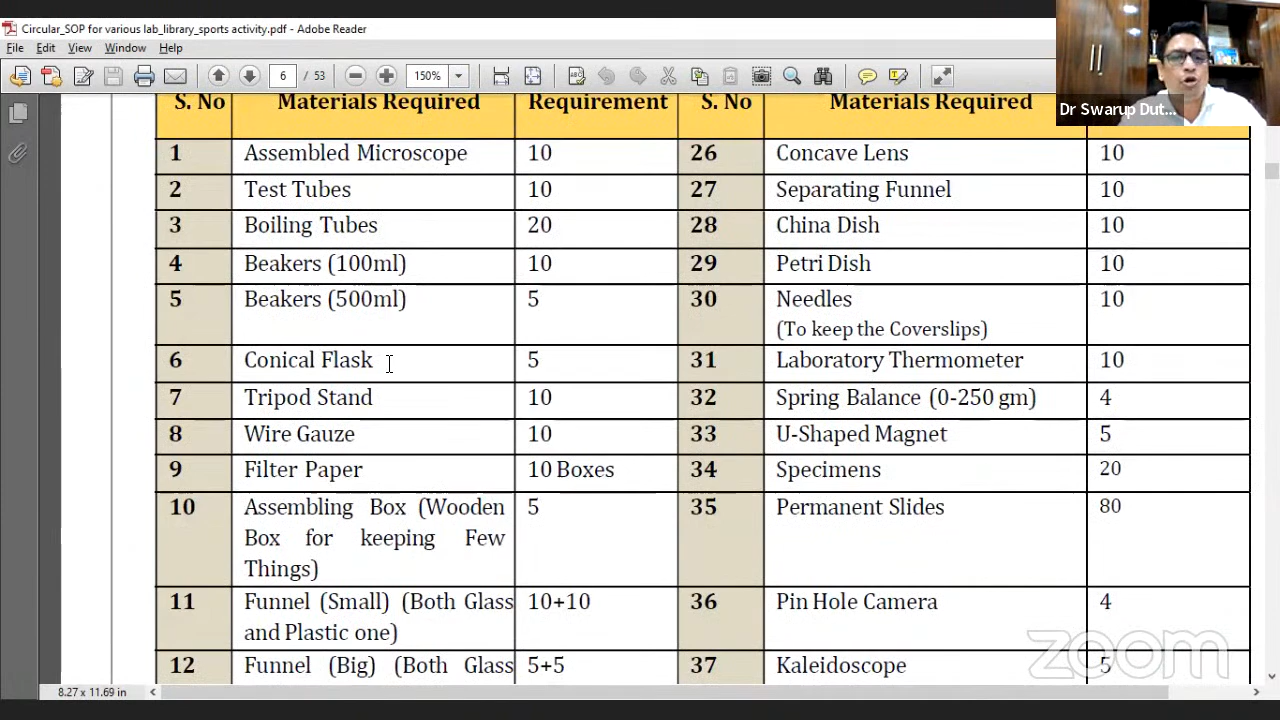 Circular_SOP for various lab_library_sports activity.pdf - Adobe Reader
File Edit View Window Help
6 / 53 150%
Dr Swarup Dut...
S. No Materials Required Requirement S. No Materials Required
1 Assembled Microscope 10 26 Concave Lens 10
2 Test Tubes 10 27 Separating Funnel 10
3 Boiling Tubes 20 28 China Dish 10
4 Beakers (100ml) 10 29 Petri Dish 10
5 Beakers (500ml) 5 30 Needles 10
(To keep the Coverslips)
6 Conical Flask 5 31 Laboratory Thermometer 10
7 Tripod Stand 10 32 Spring Balance (0-250 gm) 4
8 Wire Gauze 10 33 U-Shaped Magnet 5
9 Filter Paper 10 Boxes 34 Specimens 20
10 Assembling Box (Wooden 5 35 Permanent Slides 80
Box for keeping Few
Things)
11 Funnel (Small) (Both Glass 10+10 36 Pin Hole Camera 4
and Plastic one)
12 Funnel (Big) (Both Glass 5+5 37 Kaleidoscope 5
zoom
8.27 x 11.69 in